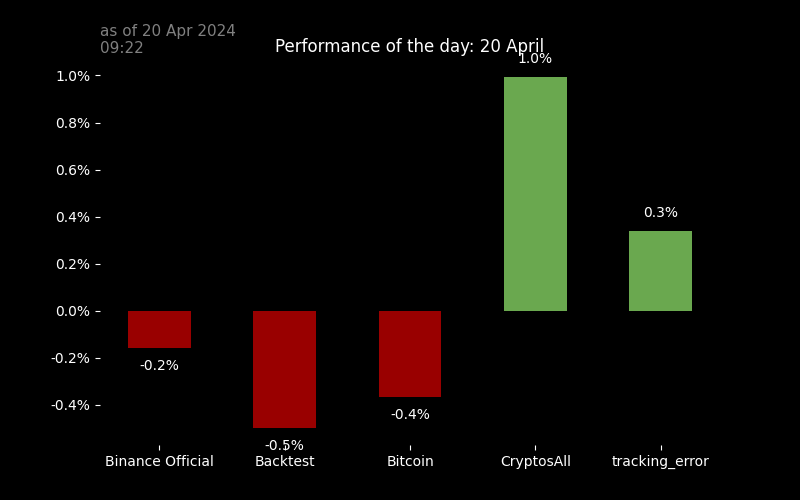 as of 20 Apr 2024
09:22
Performance of the day: 20 April
1.0%
1.0%
0.8%
0.6%
0.4%
0.3%
0.2%
0.0%
-0.2%
-0.2%
-0.4%
-0.4%
-0.5%
Binance Official
Backtest
Bitcoin
CryptosAll
tracking_error